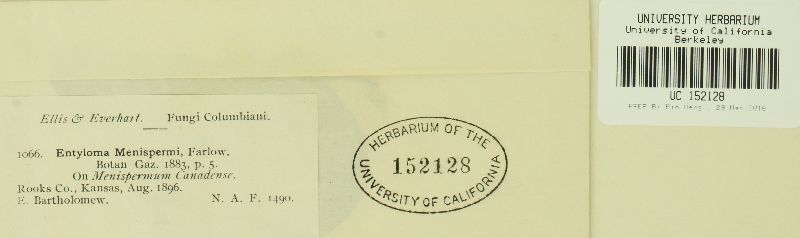 UNIVERSITY HERBARIUM
University of California
Berkeley
UC 152128
Ellis & Everhart. Fungi Columbiani.
1066. Entyloma Menispermi, Farlow.
Botan Gaz. 1883, p. 5.
On Menispermum Canadense.
Rooks Co., Kansas, Aug. 1896.
E. Bartholomew. N. A. F. 1490.
HERBARIUM OF THE
152128
UNIVERSITY OF CALIFORNIA